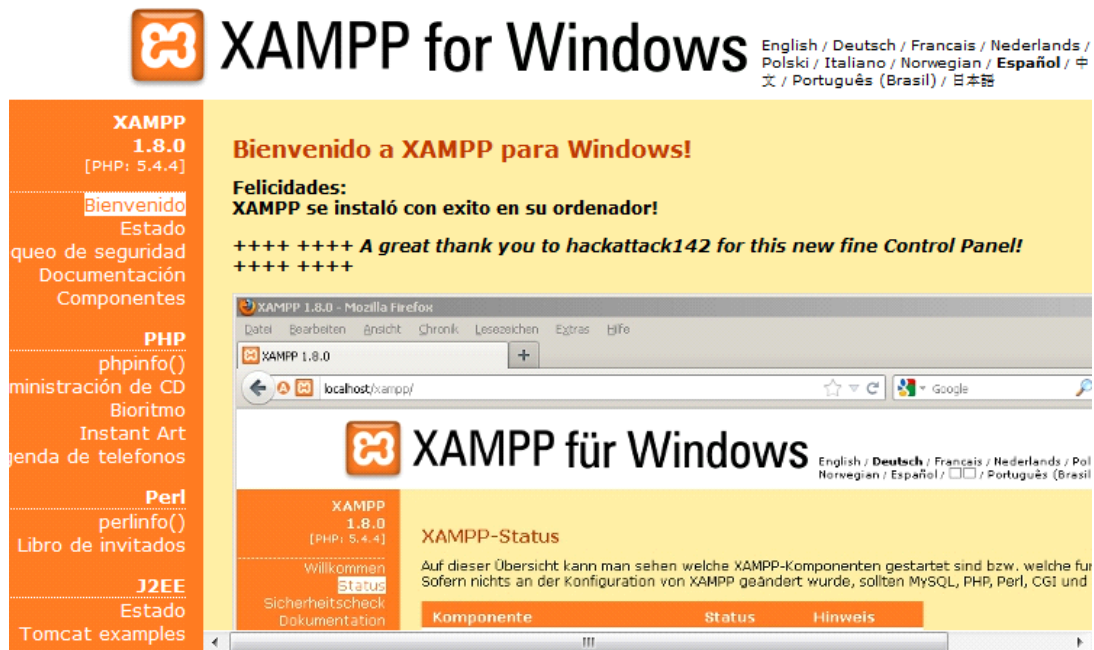 XAMPP for Windows
English / Deutsch / Francais / Nederlands /
Polski / Italiano / Norwegian / Español / 中
文 / Português (Brasil) / 日本語
XAMPP
1.8.0
[PHP: 5.4.4]
Bienvenido
Estado
queo de seguridad
Documentación
Componentes
PHP
phpinfo()
ministración de CD
Bioritmo
Instant Art
genda de telefonos
Perl
perlinfo()
Libro de invitados
J2EE
Estado
Tomcat examples
Bienvenido a XAMPP para Windows!
Felicidades:
XAMPP se instaló con exito en su ordenador!
++++ ++++ A great thank you to hackattack142 for this new fine Control Panel!
++++ ++++
XAMPP 1.8.0 - Mozilla Firefox
Datei Bearbeiten Ansicht Chronik Lesezeichen Extras Hilfe
XAMPP 1.8.0
localhost/xampp/
Google
XAMPP für Windows
English / Deutsch / Francais / Nederlands / Pol
Norwegian / Español / / Português (Brasil
XAMPP
1.8.0
[PHP: 5.4.4]
Willkommen
Status
Sicherheitscheck
Dokumentation
XAMPP-Status
Auf dieser Übersicht kann man sehen welche XAMPP-Komponenten gestartet sind bzw. welche fu
Sofern nichts an der Konfiguration von XAMPP geändert wurde, sollten MySQL, PHP, Perl, CGI und
Komponente Status Hinweis